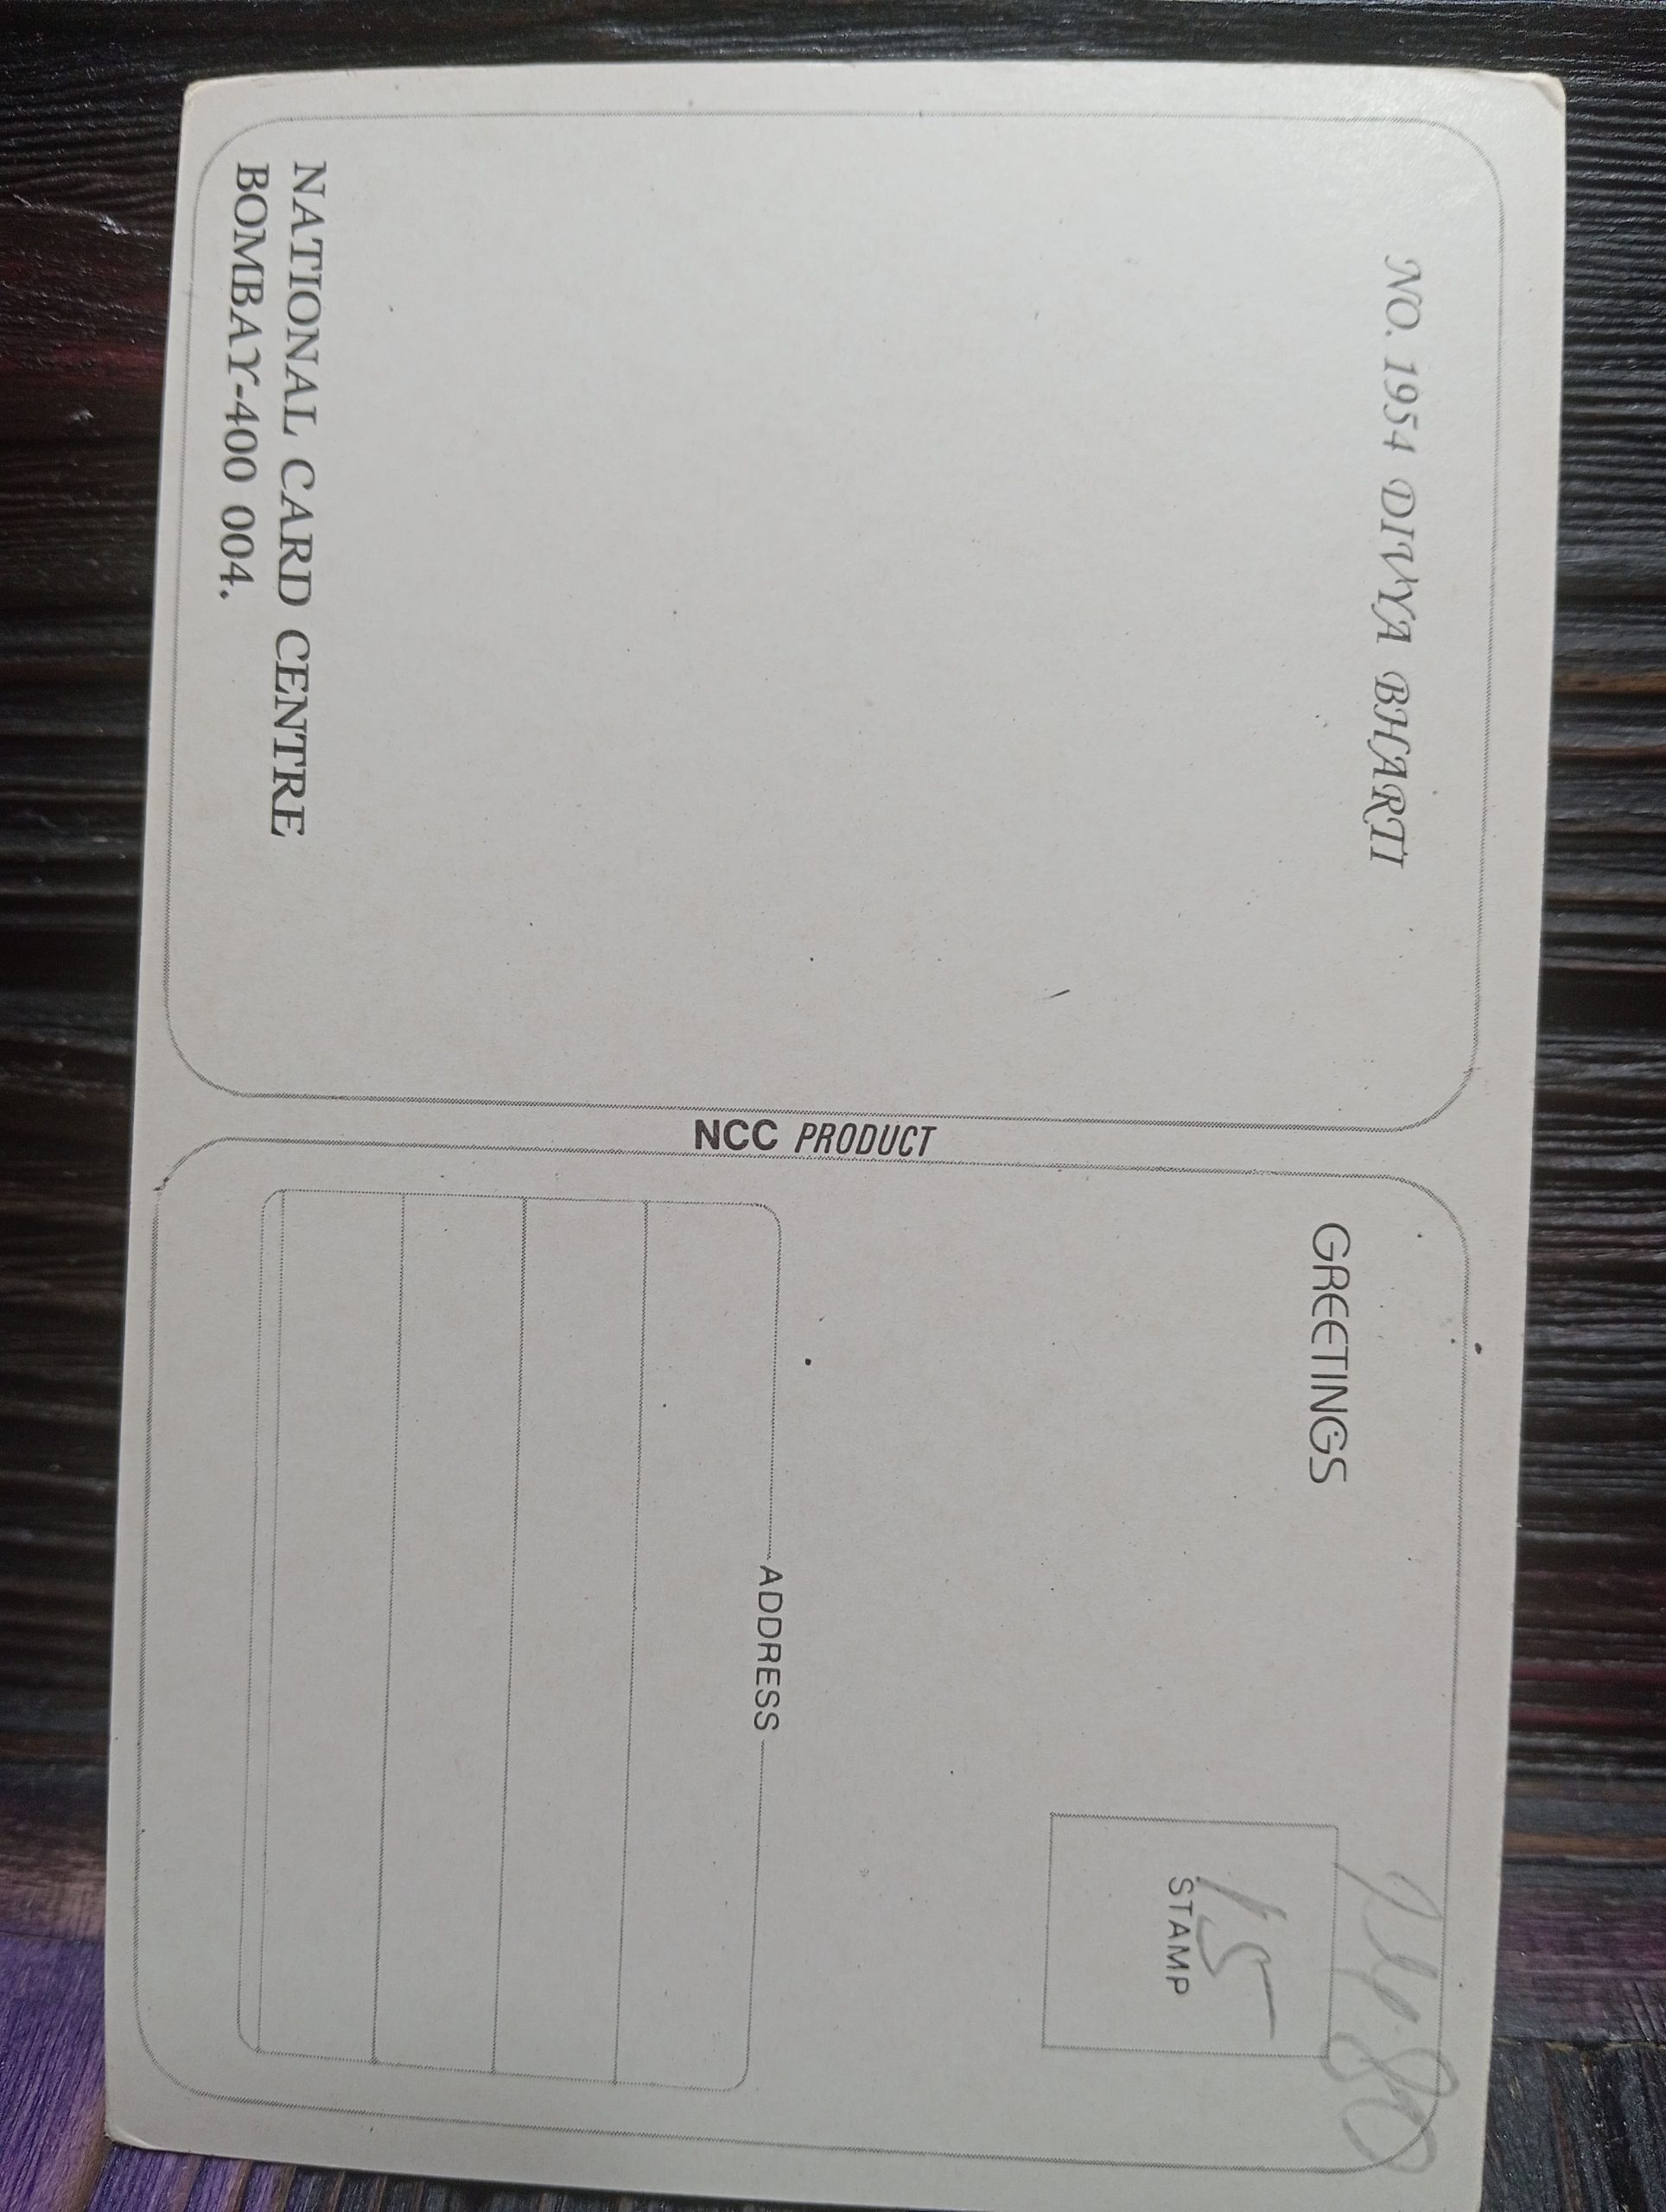 NO. 1954 DIVYA BHARTI
NATIONAL CARD CENTRE
BOMBAY-400 004.
NCC PRODUCT
GREETINGS
15
STAMP
ADDRESS